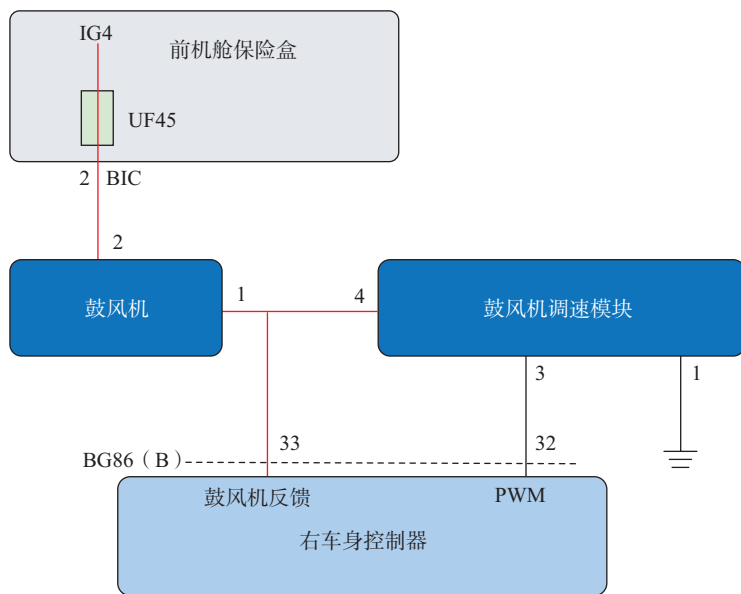 IG4
前机舱保险盒
UF45
2 BIC
2
鼓风机
1
4
鼓风机调速模块
3
1
33
32
BG86（B）
鼓风机反馈
PWM
右车身控制器